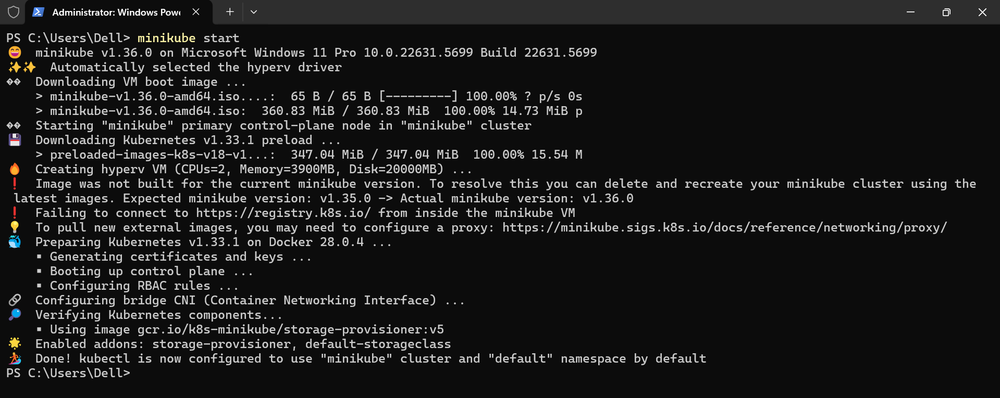 Administrator: Windows Pow
PS C:\Users\Dell> minikube start
😄  minikube v1.36.0 on Microsoft Windows 11 Pro 10.0.22631.5699 Build 22631.5699
✨✨  Automatically selected the hyperv driver
��  Downloading VM boot image ...
    > minikube-v1.36.0-amd64.iso....:  65 B / 65 B [---------] 100.00% ? p/s 0s
    > minikube-v1.36.0-amd64.iso:  360.83 MiB / 360.83 MiB  100.00% 14.73 MiB p
��  Starting "minikube" primary control-plane node in "minikube" cluster
💾  Downloading Kubernetes v1.33.1 preload ...
    > preloaded-images-k8s-v18-v1...:  347.04 MiB / 347.04 MiB  100.00% 15.54 M
🔥  Creating hyperv VM (CPUs=2, Memory=3900MB, Disk=20000MB) ...
❗  Image was not built for the current minikube version. To resolve this you can delete and recreate your minikube cluster using the
latest images. Expected minikube version: v1.35.0 -> Actual minikube version: v1.36.0
❗  Failing to connect to https://registry.k8s.io/ from inside the minikube VM
💡  To pull new external images, you may need to configure a proxy: https://minikube.sigs.k8s.io/docs/reference/networking/proxy/
🐳  Preparing Kubernetes v1.33.1 on Docker 28.0.4 ...
    ▪ Generating certificates and keys ...
    ▪ Booting up control plane ...
    ▪ Configuring RBAC rules ...
🔗  Configuring bridge CNI (Container Networking Interface) ...
🔎  Verifying Kubernetes components...
    ▪ Using image gcr.io/k8s-minikube/storage-provisioner:v5
🌟  Enabled addons: storage-provisioner, default-storageclass
🏄  Done! kubectl is now configured to use "minikube" cluster and "default" namespace by default
PS C:\Users\Dell>